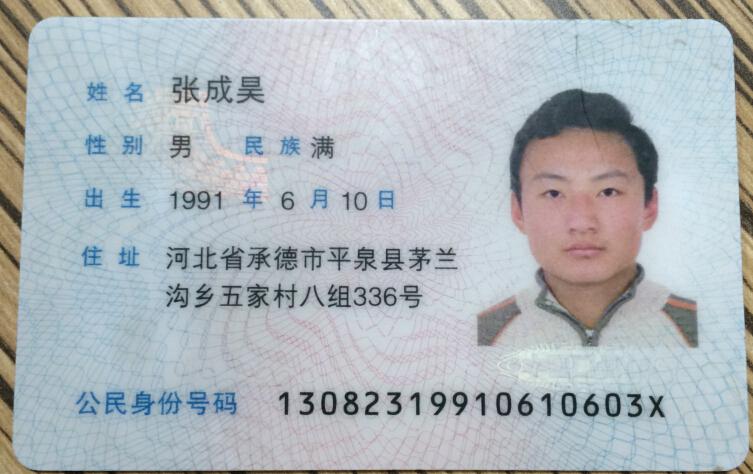 姓名 张成昊
性别 男 民族 满
出生 1991 年 6 月 10 日
住址 河北省承德市平泉县茅兰
沟乡五家村八组336号
公民身份号码 13082319910610603X